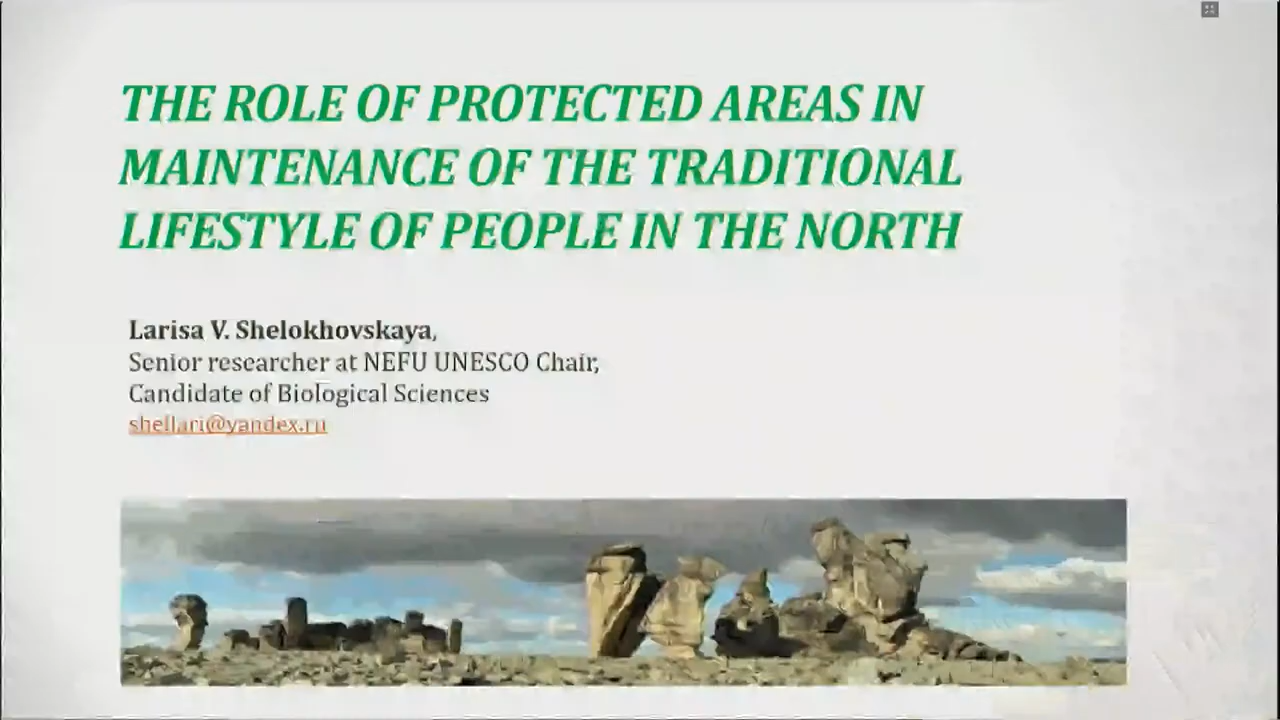 THE ROLE OF PROTECTED AREAS IN
MAINTENANCE OF THE TRADITIONAL
LIFESTYLE OF PEOPLE IN THE NORTH
Larisa V. Shelokhovskaya,
Senior researcher at NEFU UNESCO Chair,
Candidate of Biological Sciences
shellari@yandex.ru